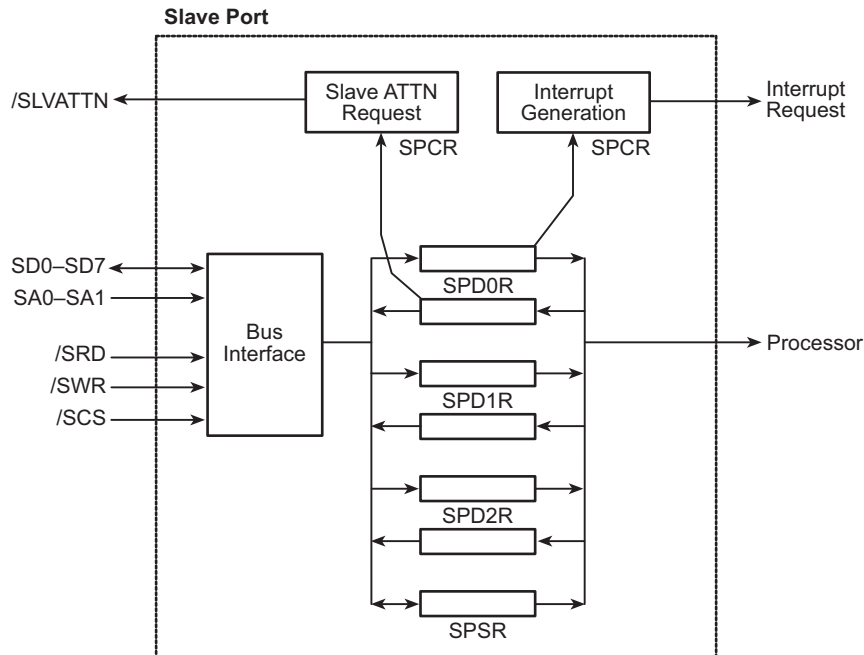 Slave Port
/SLVATTN
Slave ATTN
Request
SPCR
Interrupt
Generation
SPCR
Interrupt
Request
SD0–SD7
SA0–SA1
/SRD
/SWR
/SCS
Bus
Interface
SPD0R
SPD1R
SPD2R
SPSR
Processor